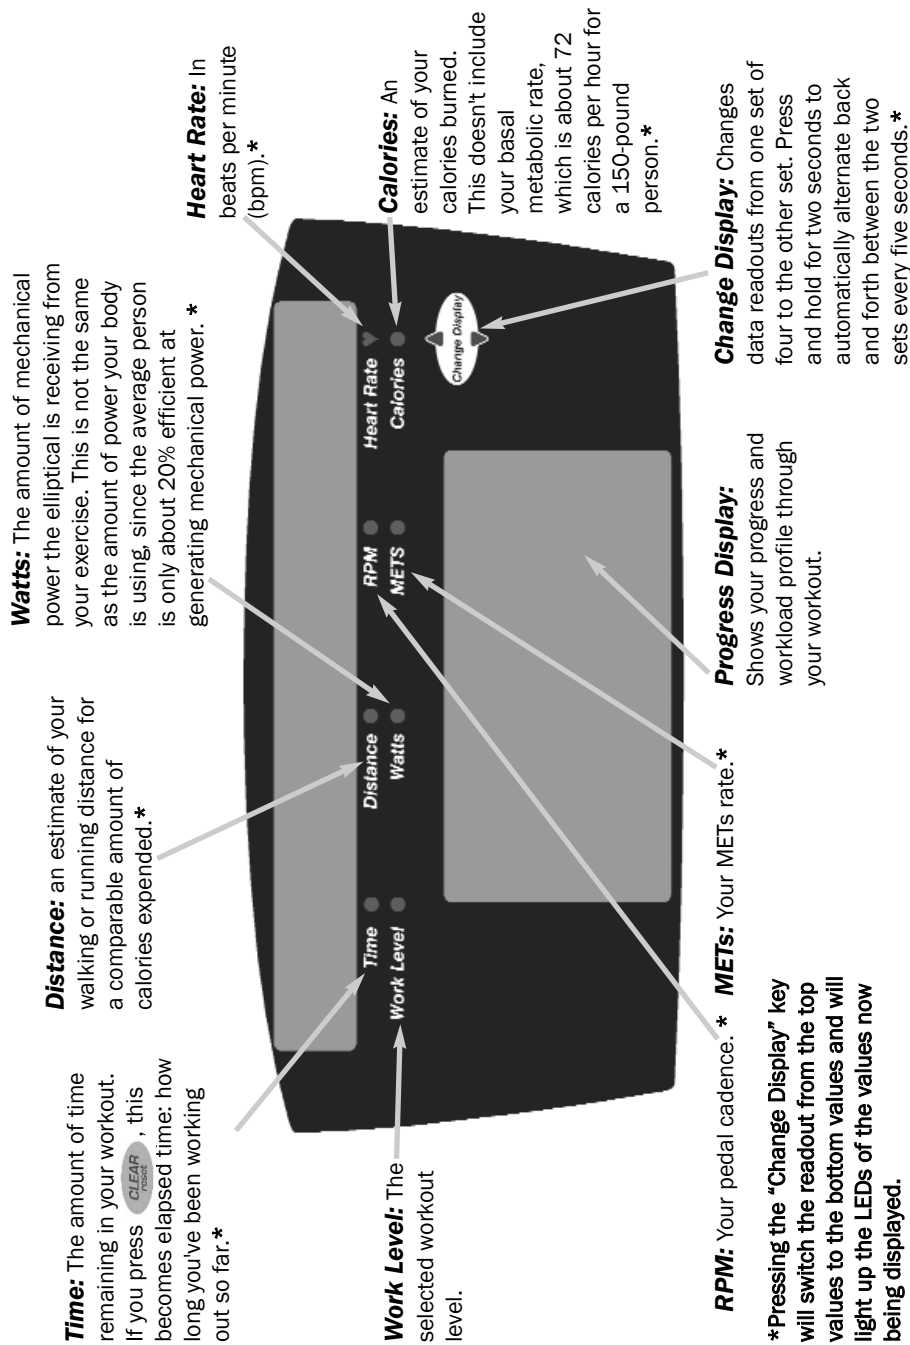 Time: The amount of time
remaining in your workout.
If you press CLEAR reset, this
becomes elapsed time: how
long you've been working
out so far.*
Distance: an estimate of your
walking or running distance for
a comparable amount of
calories expended.*
Watts: The amount of mechanical
power the elliptical is receiving from
your exercise. This is not the same
as the amount of power your body
is using, since the average person
is only about 20% efficient at
generating mechanical power. *
Heart Rate: In
beats per minute
(bpm).*
Time Distance RPM Heart Rate
Work Level Watts METS Calories
Change Display
Work Level: The
selected workout
level.
Calories: An
estimate of your
calories burned.
This doesn't include
your basal
metabolic rate,
which is about 72
calories per hour for
a 150-pound
person.*
RPM: Your pedal cadence. *
METs: Your METs rate.*
Progress Display:
Shows your progress and
workload profile through
your workout.
Change Display: Changes
data readouts from one set of
four to the other set. Press
and hold for two seconds to
automatically alternate back
and forth between the two
sets every five seconds.*
*Pressing the "Change Display" key
will switch the readout from the top
values to the bottom values and will
light up the LEDs of the values now
being displayed.